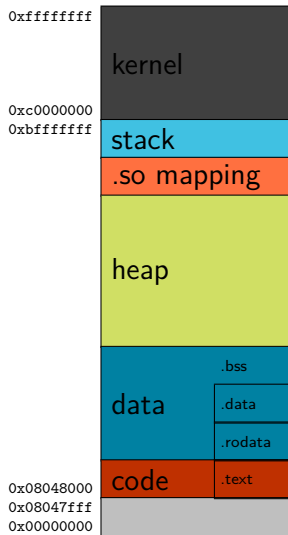 0xffffffff
kernel
0xc0000000
0xbfffffff
stack
.so mapping
heap
.bss
data
.data
.rodata
code
.text
0x08048000
0x08047fff
0x00000000